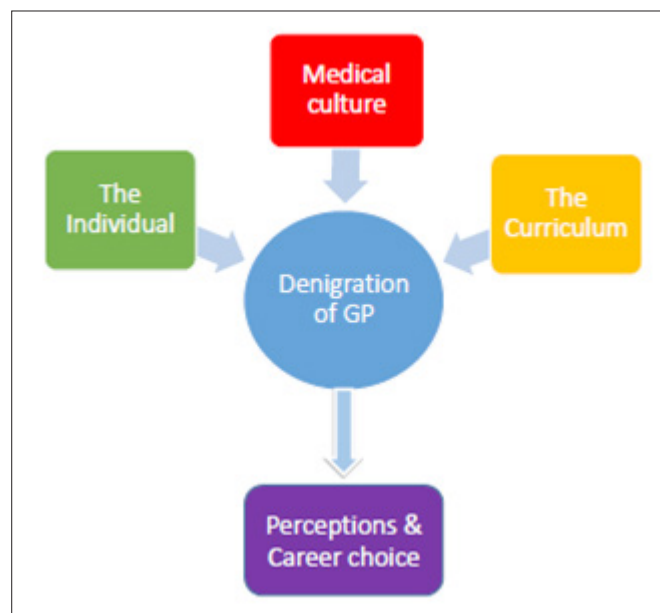 Medical
culture
The
Individual
The
Curriculum
Denigration
of GP
Perceptions &
Career choice